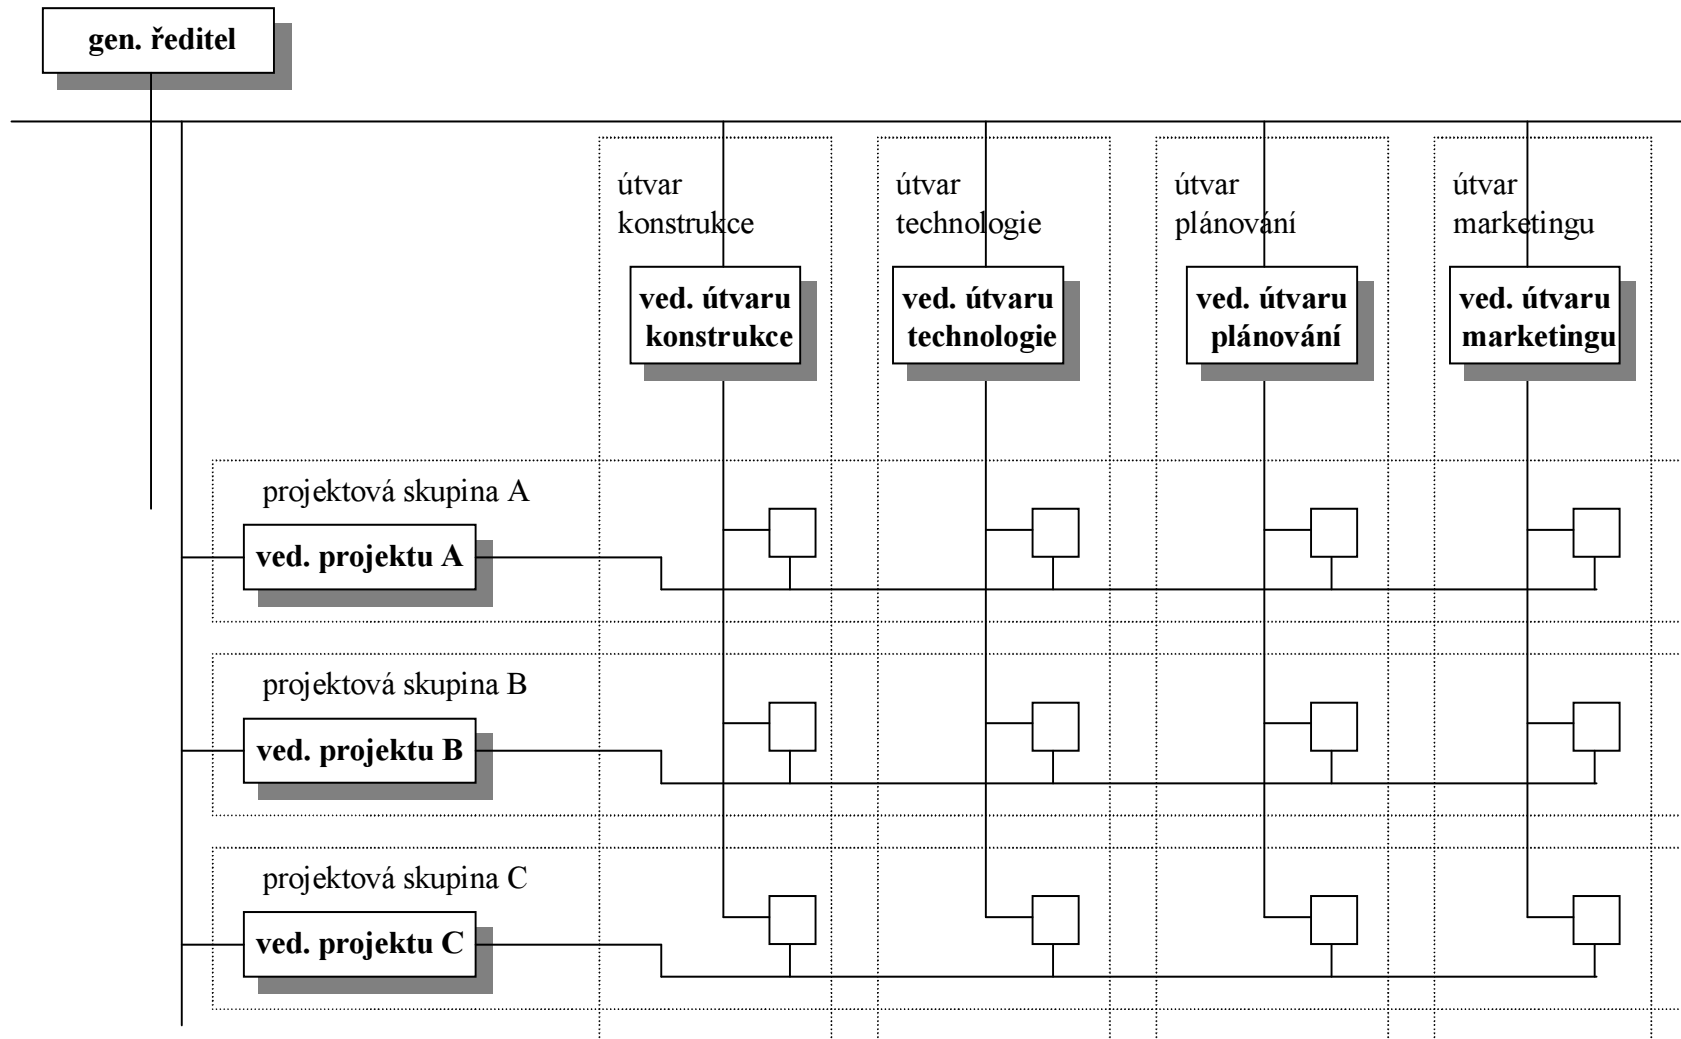 gen. ředitel
útvar
konstrukce
útvar
technologie
útvar
plánování
útvar
marketingu
ved. útvaru
konstrukce
ved. útvaru
technologie
ved. útvaru
plánování
ved. útvaru
marketingu
projektová skupina A
ved. projektu A
projektová skupina B
ved. projektu B
projektová skupina C
ved. projektu C